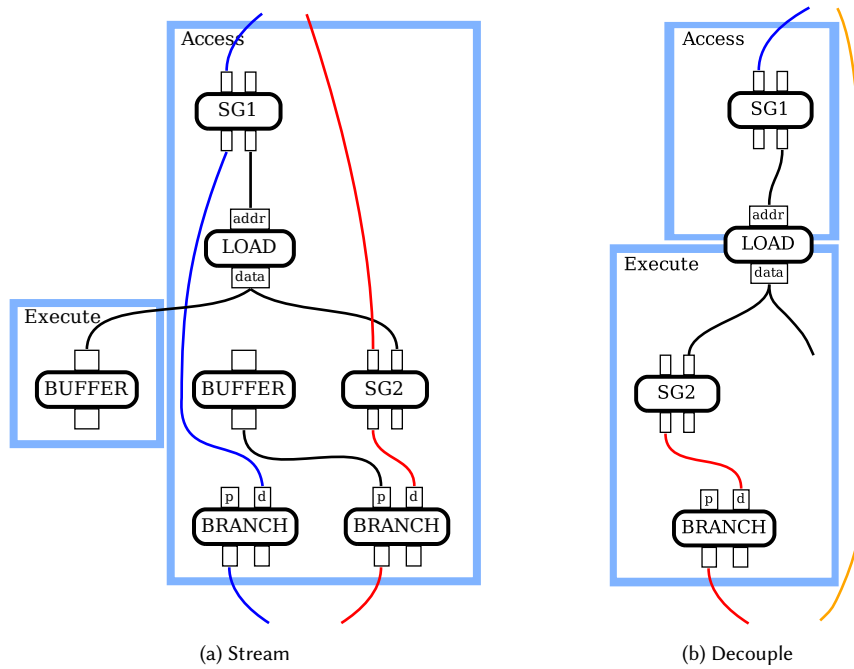 Access
SG1
addr
LOAD
data
Execute
BUFFER
BUFFER
SG2
p
d
p
d
BRANCH
BRANCH
(a) Stream
Access
SG1
addr
LOAD
Execute
data
SG2
p
d
BRANCH
(b) Decouple